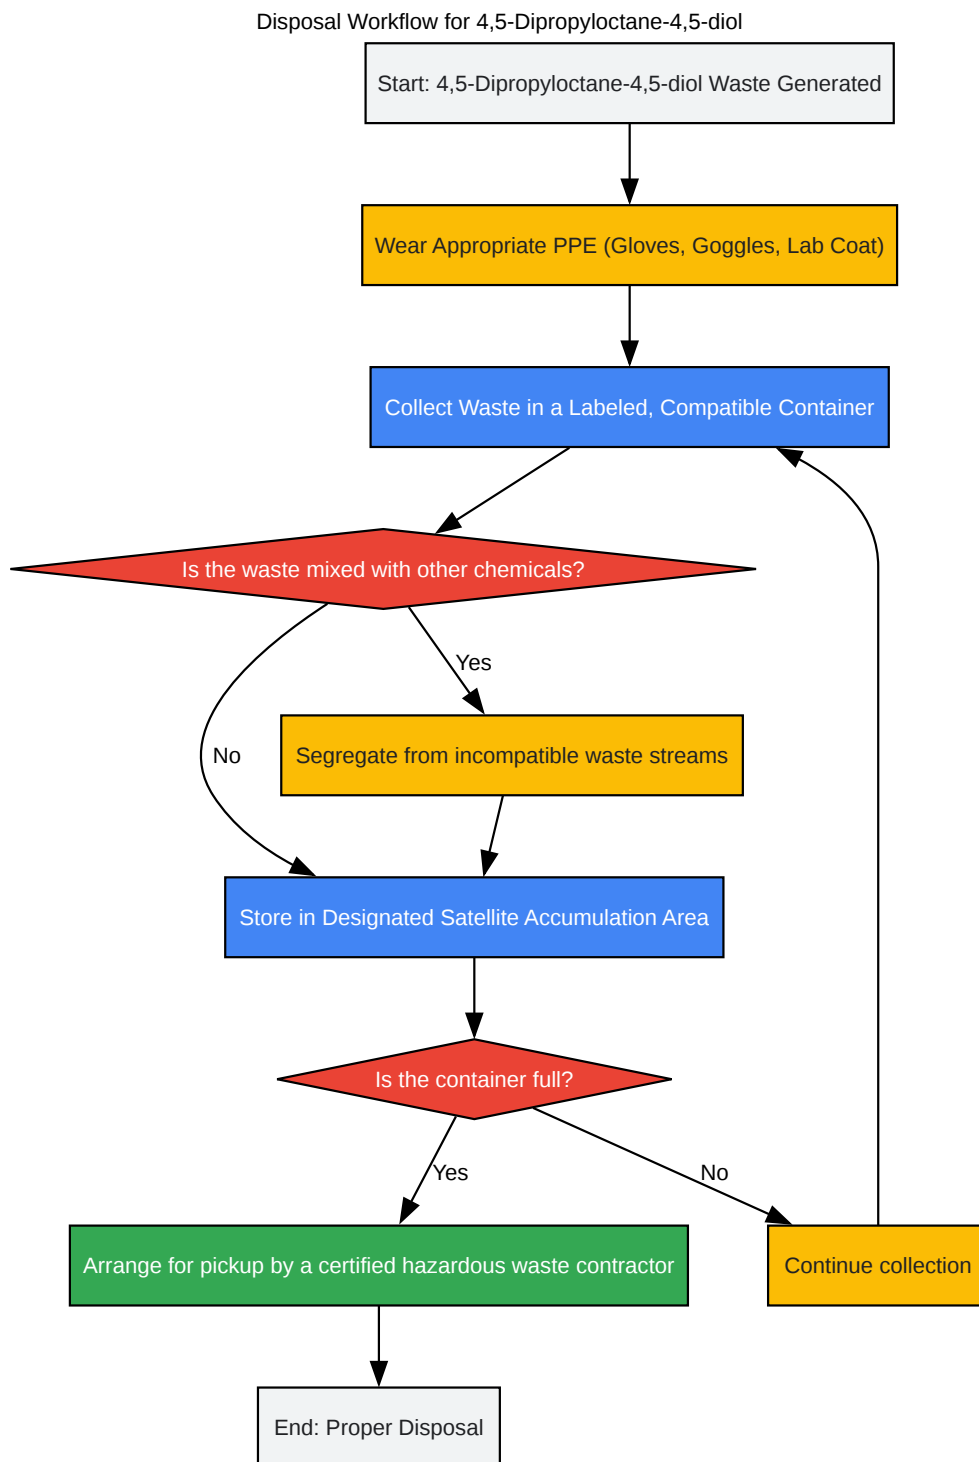 Disposal Workflow for 4,5-Dipropyloctane-4,5-diol
Start: 4,5-Dipropyloctane-4,5-diol Waste Generated
Wear Appropriate PPE (Gloves, Goggles, Lab Coat)
Collect Waste in a Labeled, Compatible Container
Is the waste mixed with other chemicals?
Yes
No
Segregate from incompatible waste streams
Store in Designated Satellite Accumulation Area
Is the container full?
Yes
No
Arrange for pickup by a certified hazardous waste contractor
Continue collection
End: Proper Disposal